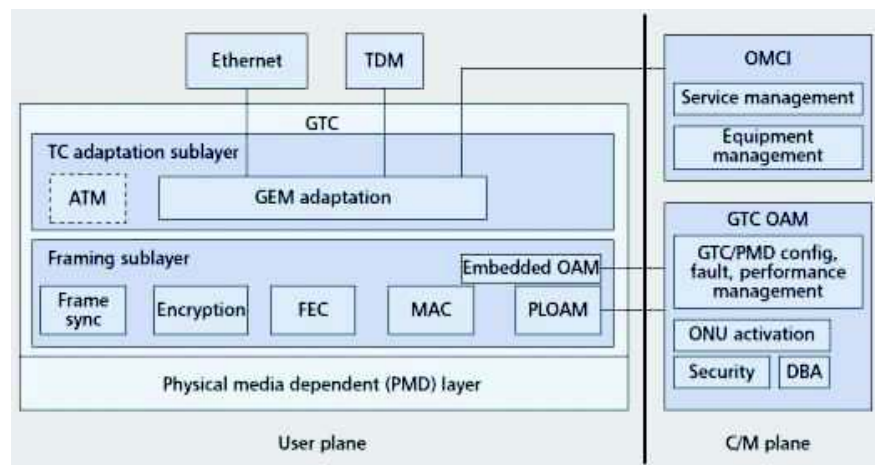 Ethernet
TDM
GTC
TC adaptation sublayer
ATM
GEM adaptation
Framing sublayer
Embedded OAM
Frame
sync
Encryption
FEC
MAC
PLOAM
Physical media dependent (PMD) layer
User plane
OMCI
Service management
Equipment
management
GTC OAM
GTC/PMD config,
fault, performance
management
ONU activation
Security
DBA
C/M plane